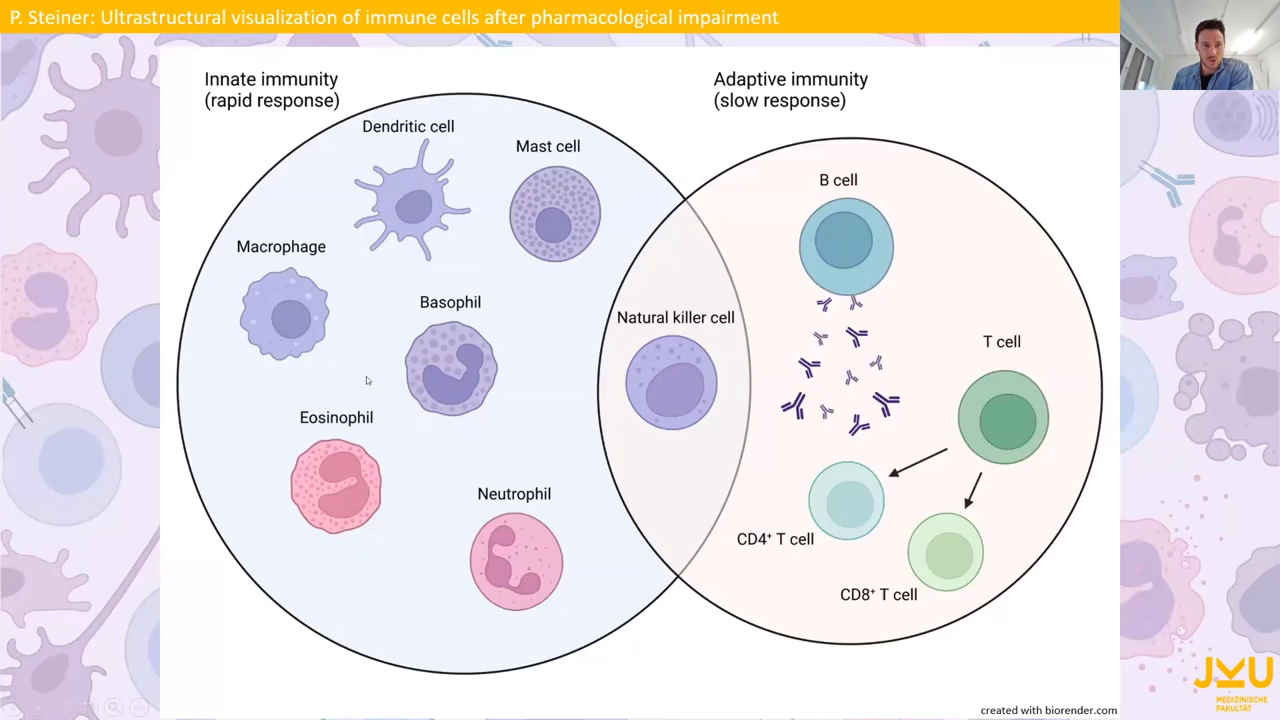 P. Steiner: Ultrastructural visualization of immune cells after pharmacological impairment
Innate immunity
(rapid response)
Adaptive immunity
(slow response)
Dendritic cell
Mast cell
B cell
Macrophage
Basophil
Natural killer cell
T cell
Eosinophil
Neutrophil
CD4⁺ T cell
CD8⁺ T cell
JKU
MEDIZINISCHE
FAKULTÄT
created with biorender.com